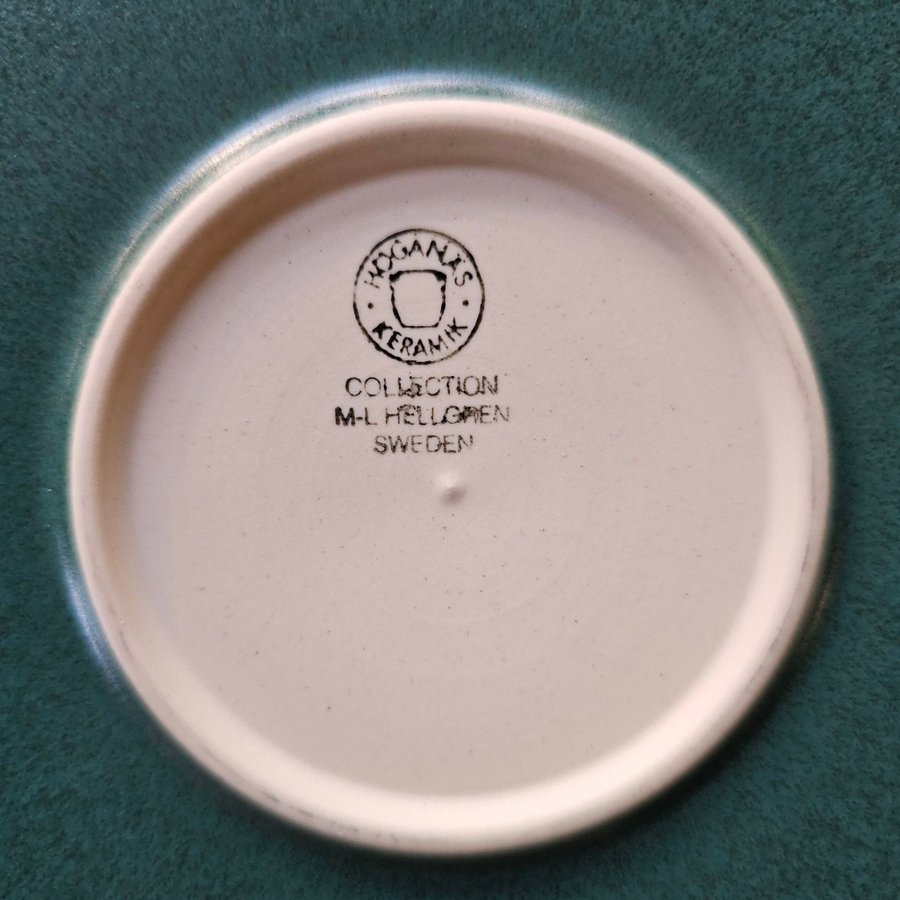 HÖGANÄS
KERAMIK
COLLECTION
M-L HELLGREN
SWEDEN